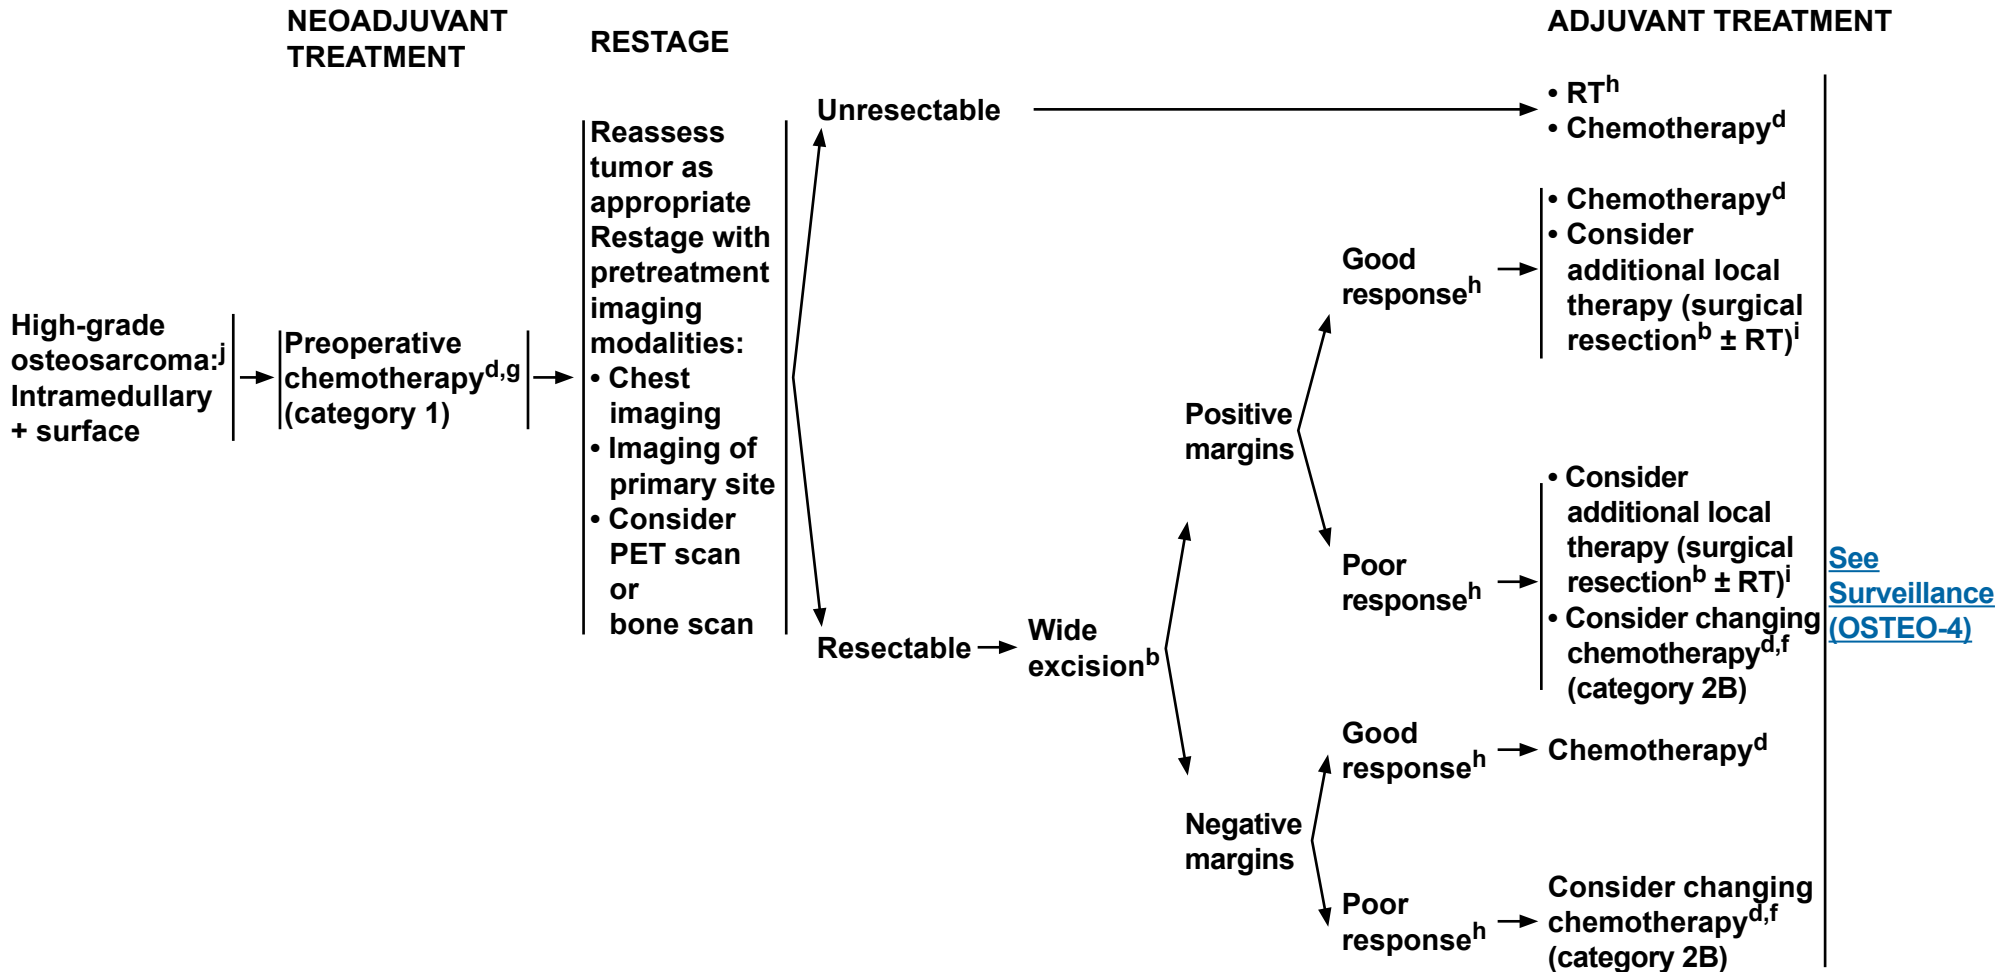 NEOADJUVANT
TREATMENT
RESTAGE
ADJUVANT TREATMENT
High-grade
osteosarcoma:j
Intramedullary
+ surface
Preoperative
chemotherapyd,g
(category 1)
Reassess
tumor as
appropriate
Restage with
pretreatment
imaging
modalities:
• Chest
imaging
• Imaging of
primary site
• Consider
PET scan
or
bone scan
Unresectable
• RTh
• Chemotherapyd
Resectable
Wide
excisionb
Positive
margins
Good
responseh
• Chemotherapyd
• Consider
additional local
therapy (surgical
resectionb ± RT)i
Poor
responseh
• Consider
additional local
therapy (surgical
resectionb ± RT)i
• Consider changing
chemotherapyd,f
(category 2B)
Negative
margins
Good
responseh
Chemotherapyd
Poor
responseh
Consider changing
chemotherapyd,f
(category 2B)
See
Surveillance
(OSTEO-4)